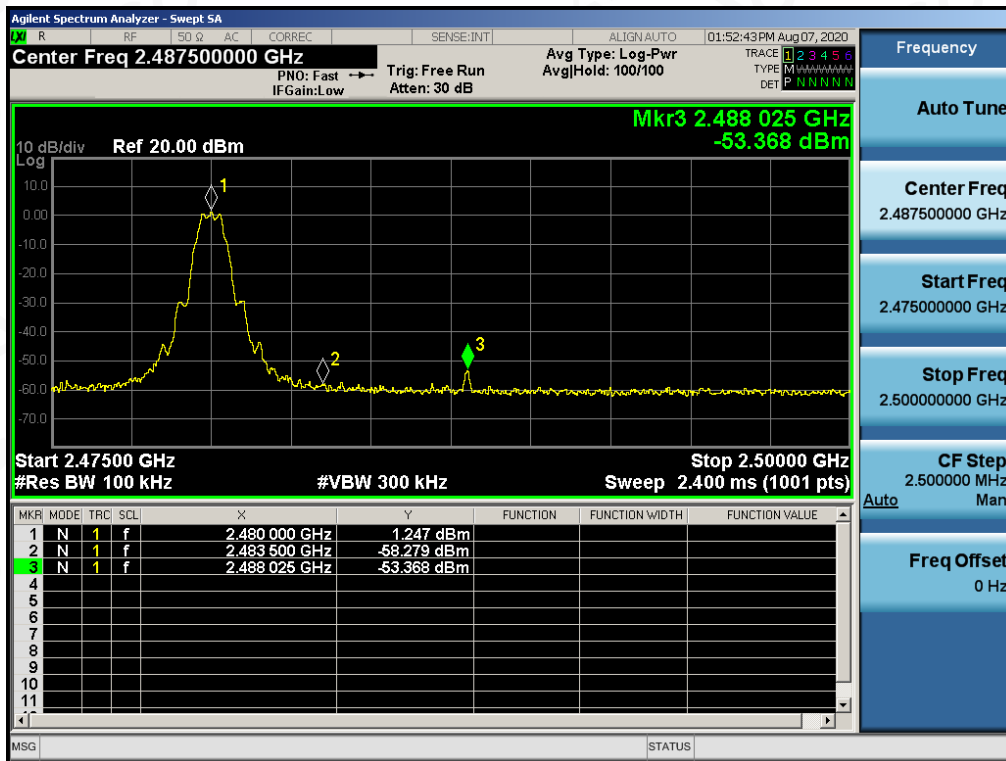 Agilent Spectrum Analyzer - Swept SA
LXI R RF 50 Ω AC CORREC SENSE:INT ALIGN AUTO 01:52:43 PM Aug 07, 2020
Center Freq 2.487500000 GHz
PNO: Fast
IFGain:Low
Trig: Free Run
Atten: 30 dB
Avg Type: Log-Pwr
Avg|Hold: 100/100
TRACE 1 2 3 4 5 6
TYPE M WWWWW
DET P N N N N N
Mkr3 2.488 025 GHz
-53.368 dBm
10 dB/div Ref 20.00 dBm
Log
10.0
0.00
-10.0
-20.0
-30.0
-40.0
-50.0
-60.0
-70.0
1
2
3
Start 2.47500 GHz Stop 2.50000 GHz
#Res BW 100 kHz #VBW 300 kHz Sweep 2.400 ms (1001 pts)
MKR MODE TRC SCL X Y FUNCTION FUNCTION WIDTH FUNCTION VALUE
1 N 1 f 2.480 000 GHz 1.247 dBm
2 N 1 f 2.483 500 GHz -58.279 dBm
3 N 1 f 2.488 025 GHz -53.368 dBm
4
5
6
7
8
9
10
11
MSG STATUS
Frequency
Auto Tune
Center Freq
2.487500000 GHz
Start Freq
2.475000000 GHz
Stop Freq
2.500000000 GHz
CF Step
2.500000 MHz
Auto Man
Freq Offset
0 Hz